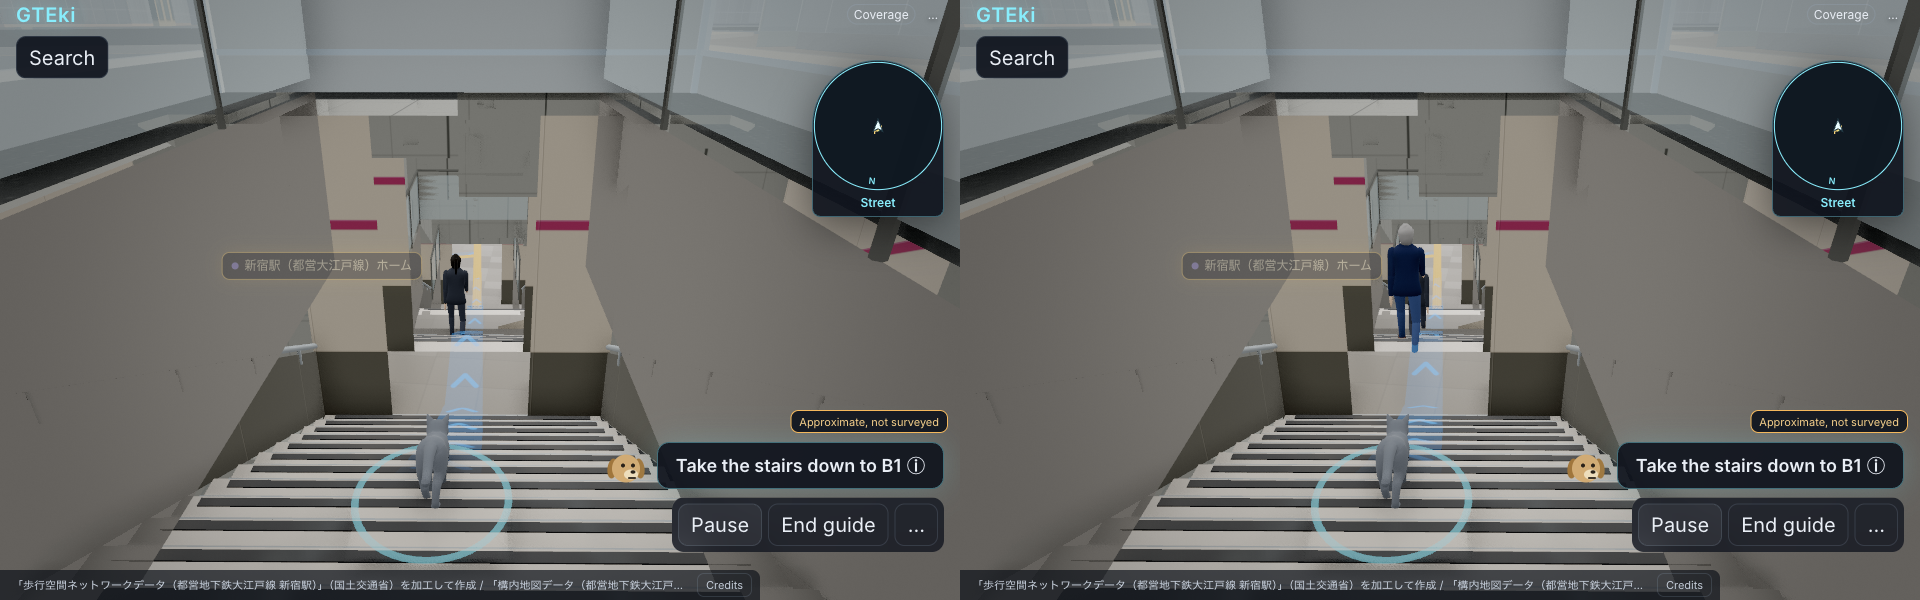 GTEki
Coverage
...
Search
N
Street
新宿駅（都営大江戸線）ホーム
Approximate, not surveyed
Take the stairs down to B1 ⓘ
Pause
End guide
...
「歩行空間ネットワークデータ（都営地下鉄大江戸線 新宿駅）」（国土交通省）を加工して作成 / 「構内地図データ（都営地下鉄大江戸...
Credits
GTEki
Coverage
...
Search
N
Street
新宿駅（都営大江戸線）ホーム
Approximate, not surveyed
Take the stairs down to B1 ⓘ
Pause
End guide
...
「歩行空間ネットワークデータ（都営地下鉄大江戸線 新宿駅）」（国土交通省）を加工して作成 / 「構内地図データ（都営地下鉄大江戸...
Credits